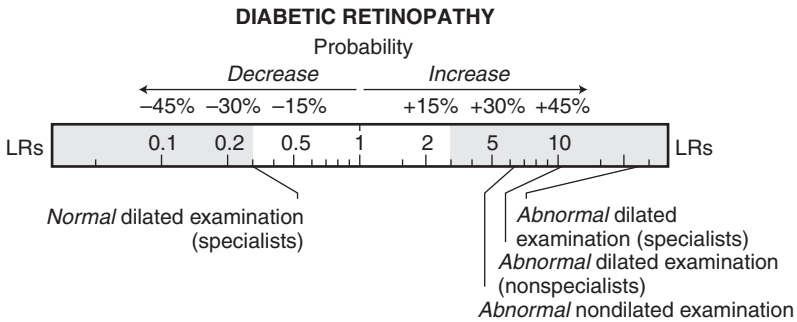 DIABETIC RETINOPATHY
Probability
Decrease Increase
–45% –30% –15% +15% +30% +45%
LRs 0.1 0.2 0.5 1 2 5 10 LRs
Normal dilated examination
(specialists)
Abnormal dilated
examination (specialists)
Abnormal dilated examination
(nonspecialists)
Abnormal nondilated examination